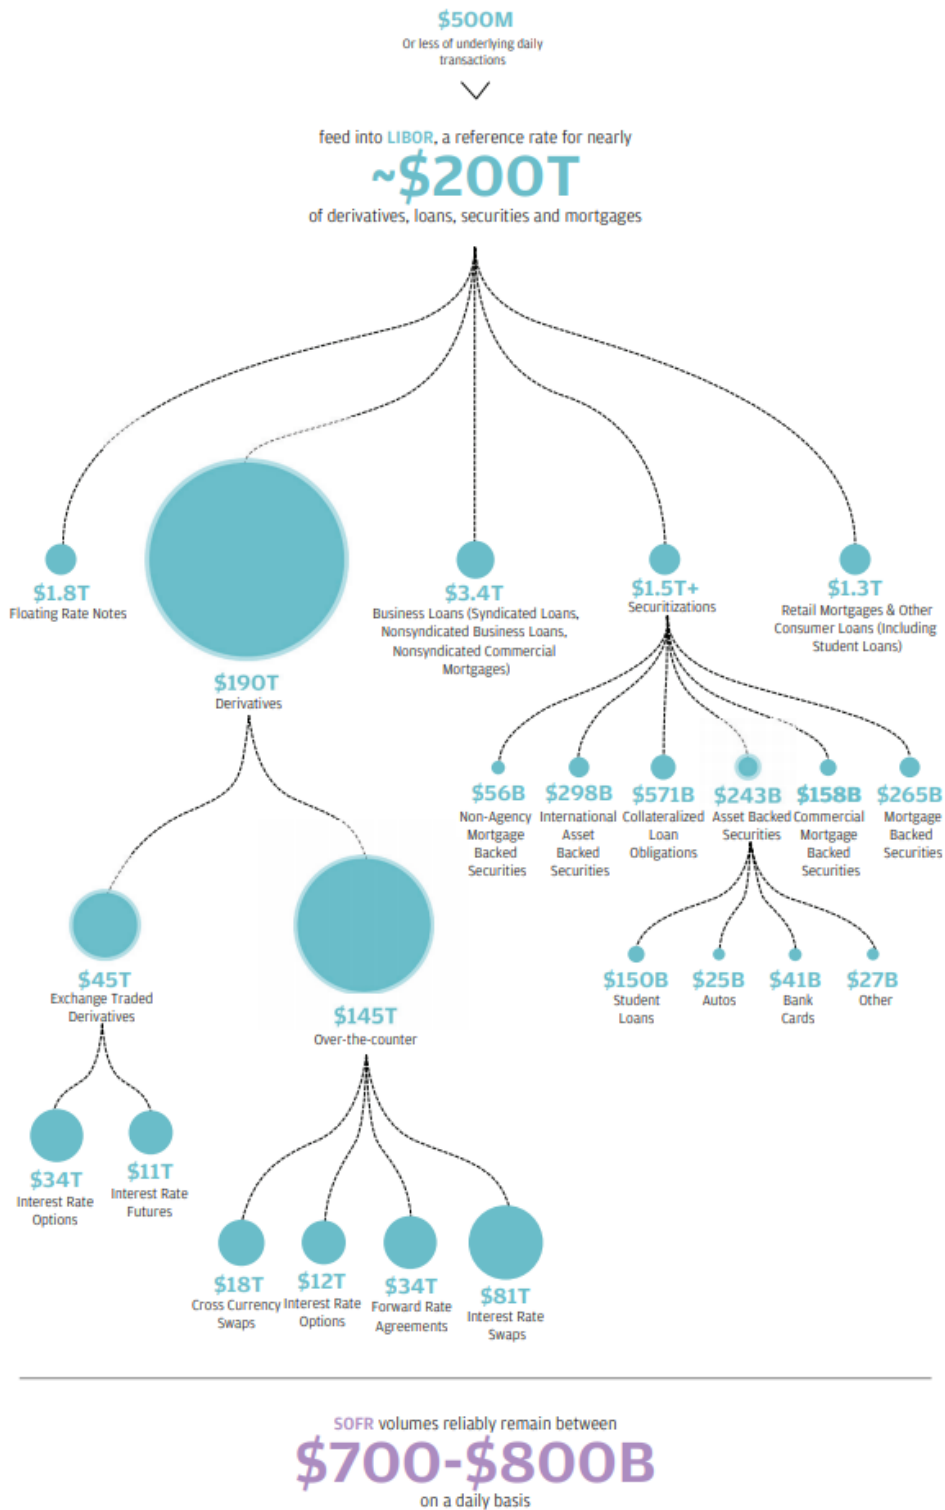 $500M
Or less of underlying daily
transactions
feed into LIBOR, a reference rate for nearly
~$200T
of derivatives, loans, securities and mortgages
$1.8T
Floating Rate Notes
$190T
Derivatives
$3.4T
Business Loans (Syndicated Loans,
Nonsyndicated Business Loans,
Nonsyndicated Commercial
Mortgages)
$1.5T+
Securitizations
$1.3T
Retail Mortgages & Other
Consumer Loans (Including
Student Loans)
$56B
Non-Agency
Mortgage
Backed
Securities
$298B
International
Asset
Backed
Securities
$571B
Collateralized
Loan
Obligations
$243B
Asset Backed
Securities
$158B
Commercial
Mortgage
Backed
Securities
$265B
Mortgage
Backed
Securities
$45T
Exchange Traded
Derivatives
$145T
Over-the-counter
$150B
Student
Loans
$25B
Autos
$41B
Bank
Cards
$27B
Other
$34T
Interest Rate
Options
$11T
Interest Rate
Futures
$18T
Cross Currency
Swaps
$12T
Interest Rate
Options
$34T
Forward Rate
Agreements
$81T
Interest Rate
Swaps
SOFR volumes reliably remain between
$700-$800B
on a daily basis